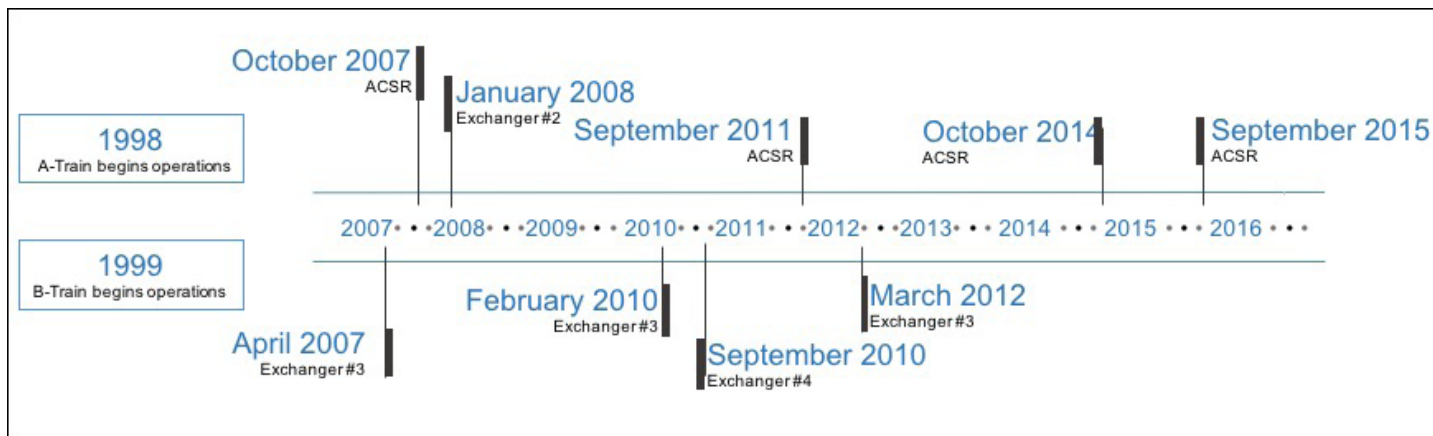 October 2007
ACSR
January 2008
Exchanger #2
September 2011
ACSR
October 2014
ACSR
September 2015
ACSR
1998
A-Train begins operations
2007 2008 2009 2010 2011 2012 2013 2014 2015 2016
1999
B-Train begins operations
April 2007
Exchanger #3
February 2010
Exchanger #3
September 2010
Exchanger #4
March 2012
Exchanger #3